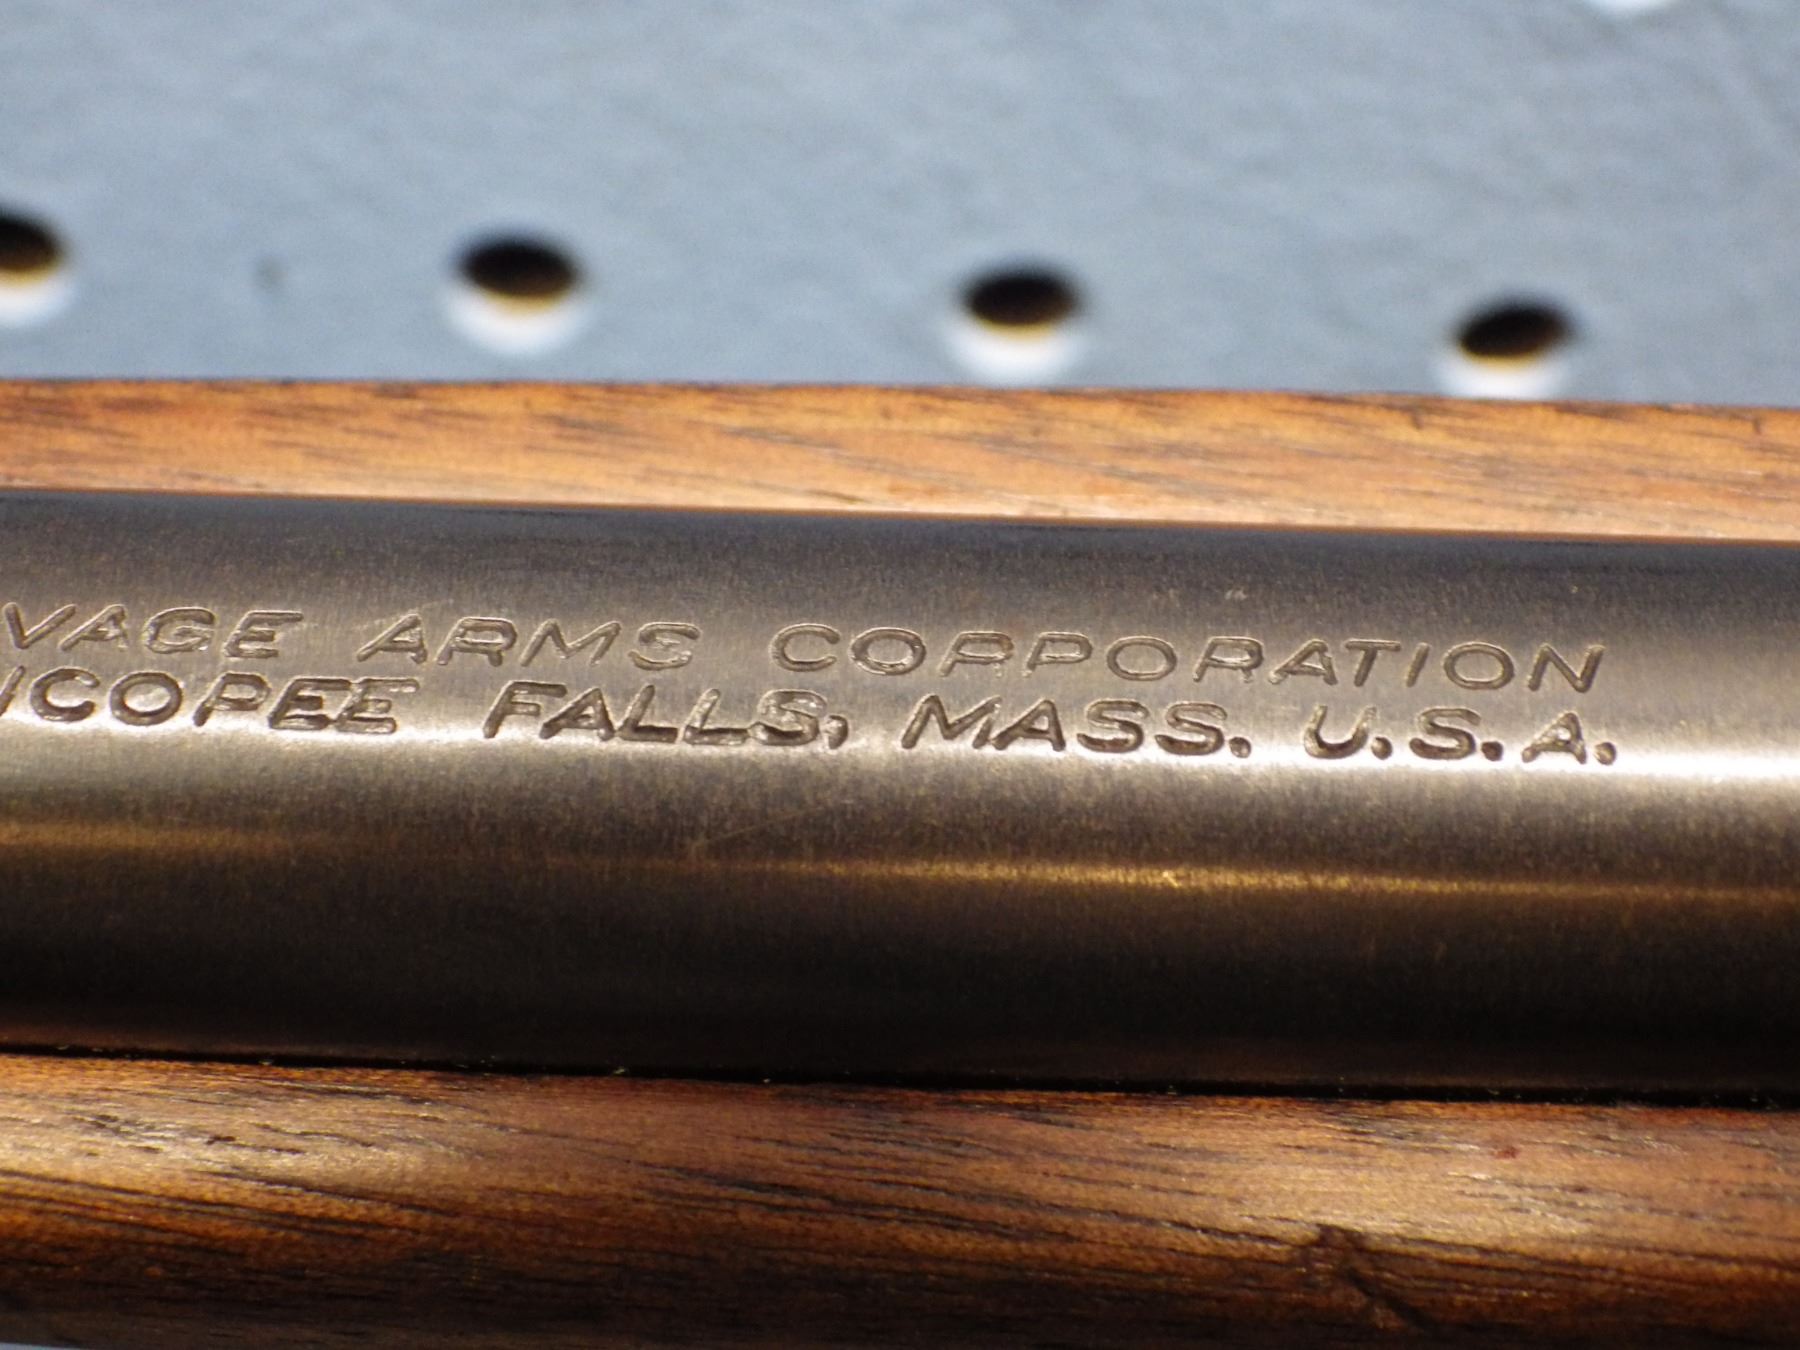 VAGE ARMS CORPORATION
ICOPEE FALLS, MASS. U.S.A.